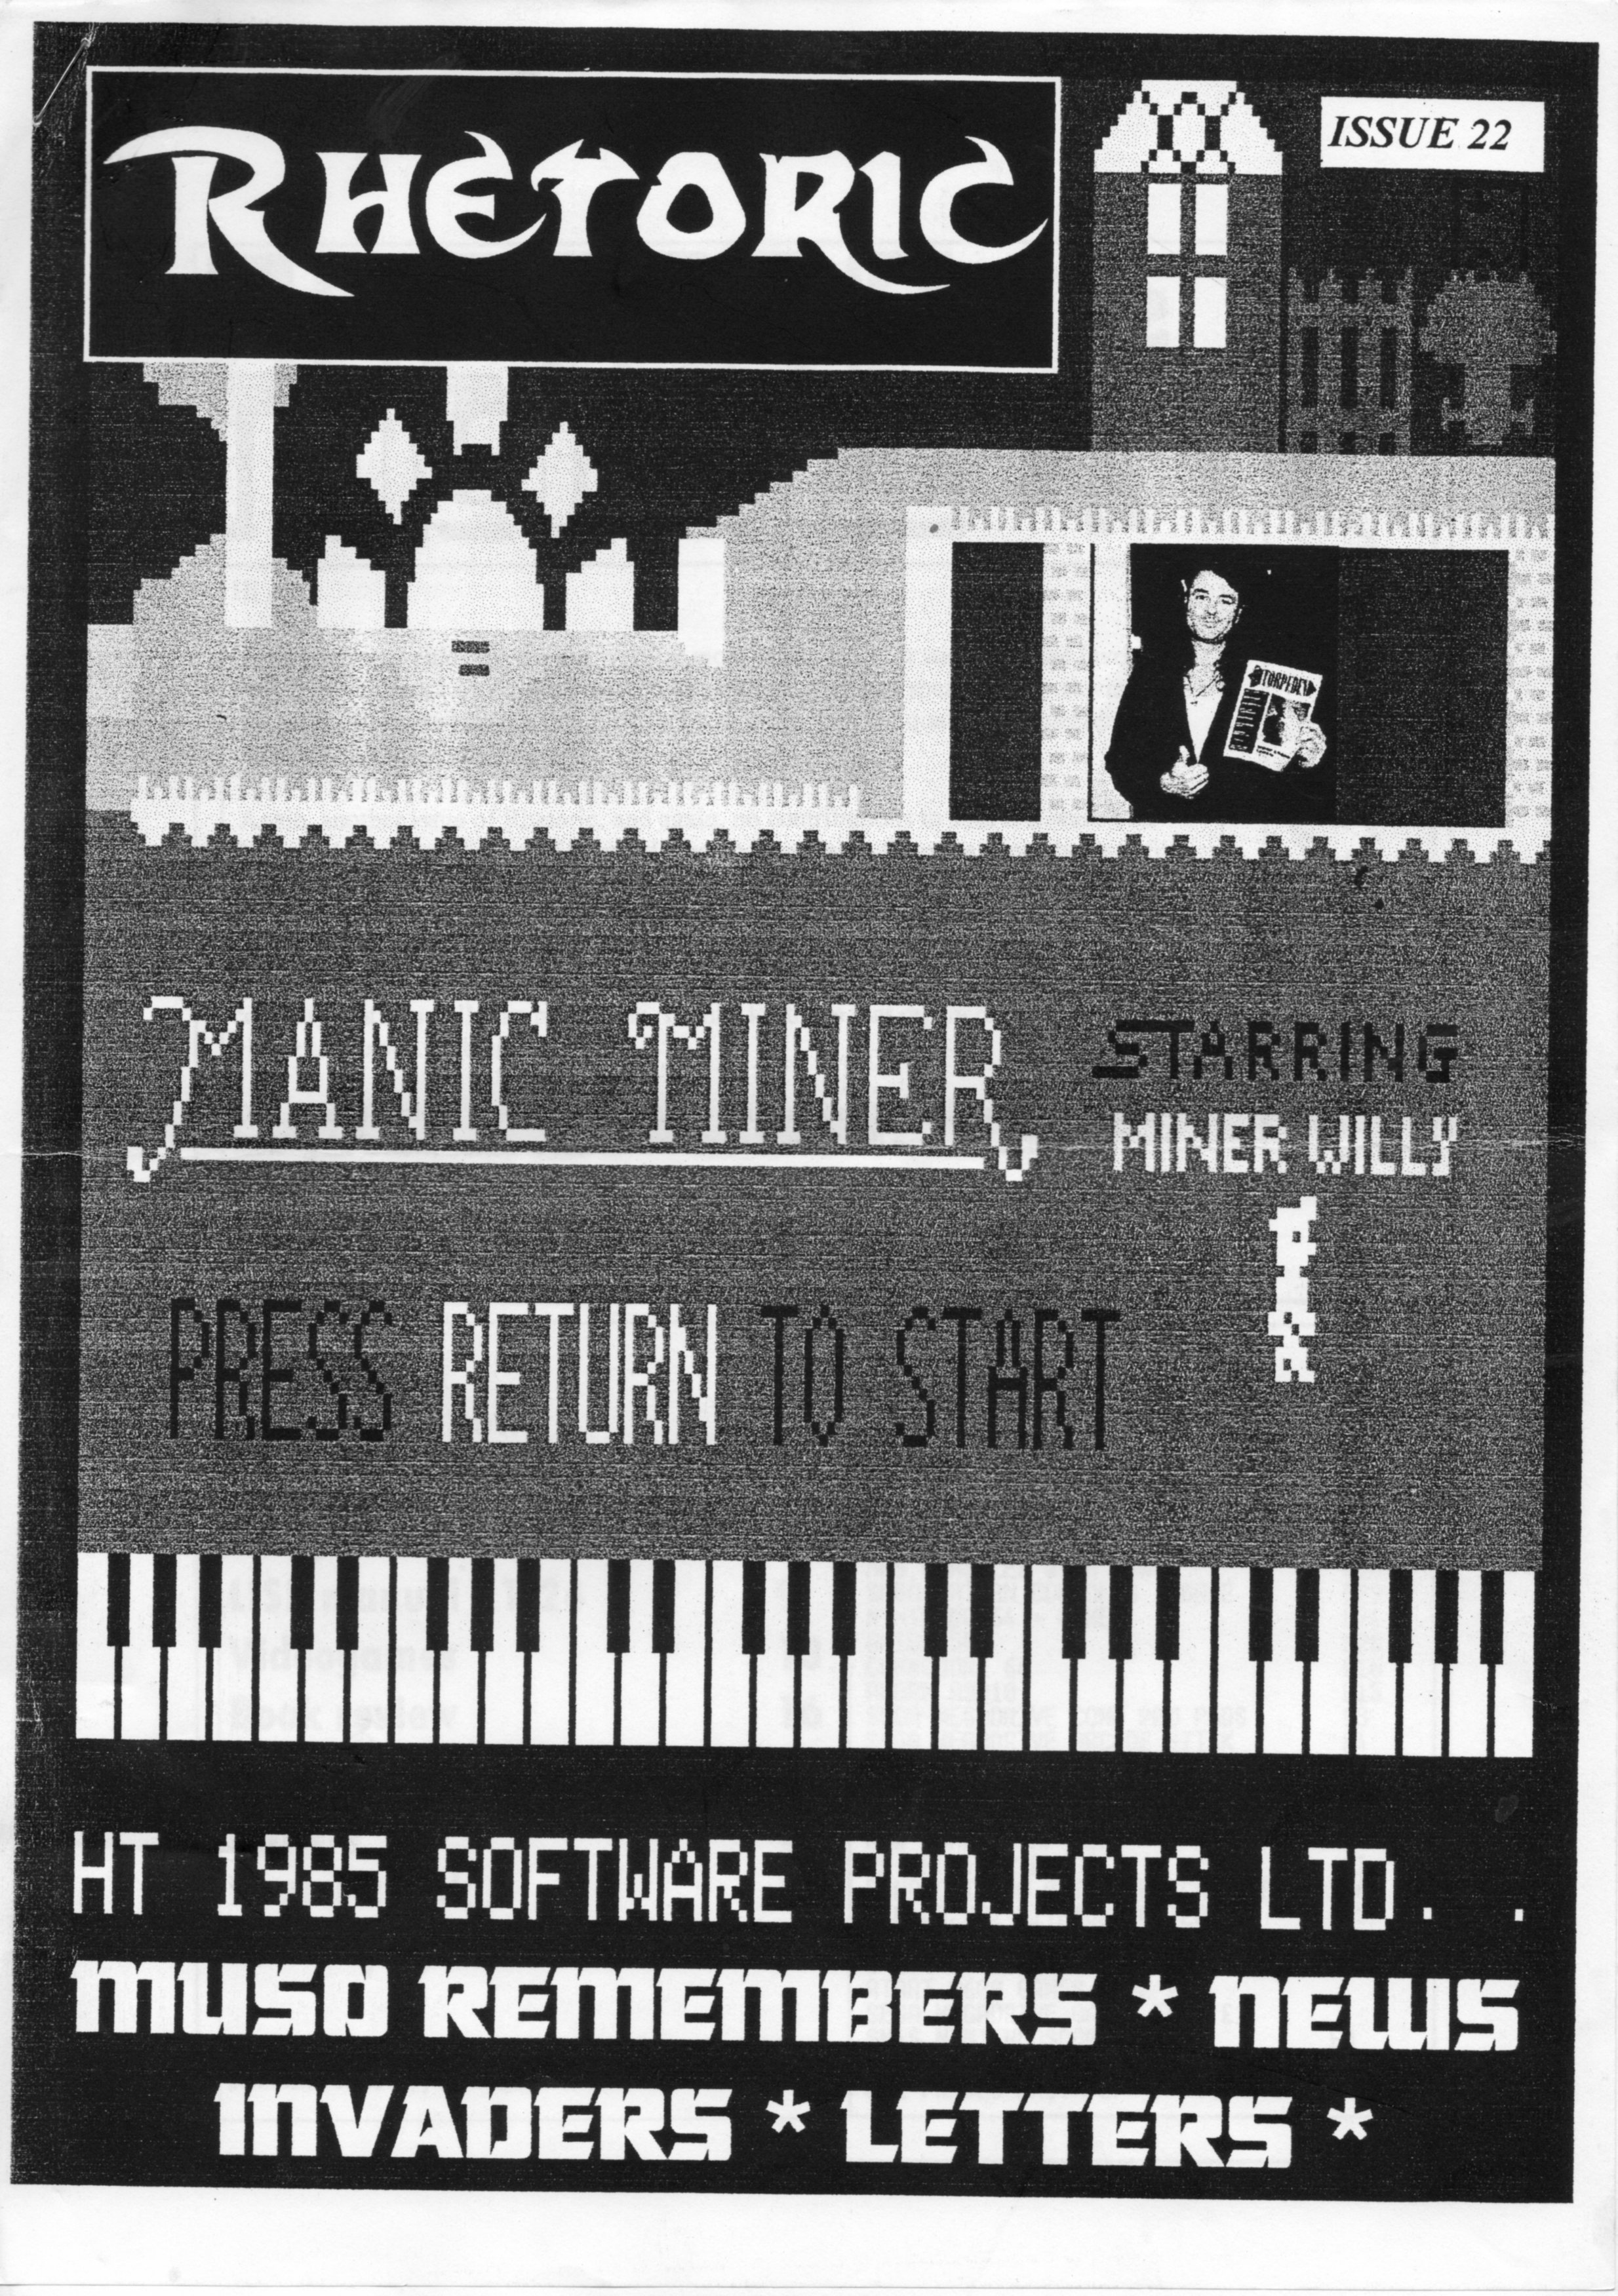 RHETORIC
ISSUE 22
MANIC MINER
STARRING
MINER WILLY
PRESS RETURN TO START
HT 1985 SOFTWARE PROJECTS LTD. .
MUSO REMEMBERS * NEWS
INVADERS * LETTERS *